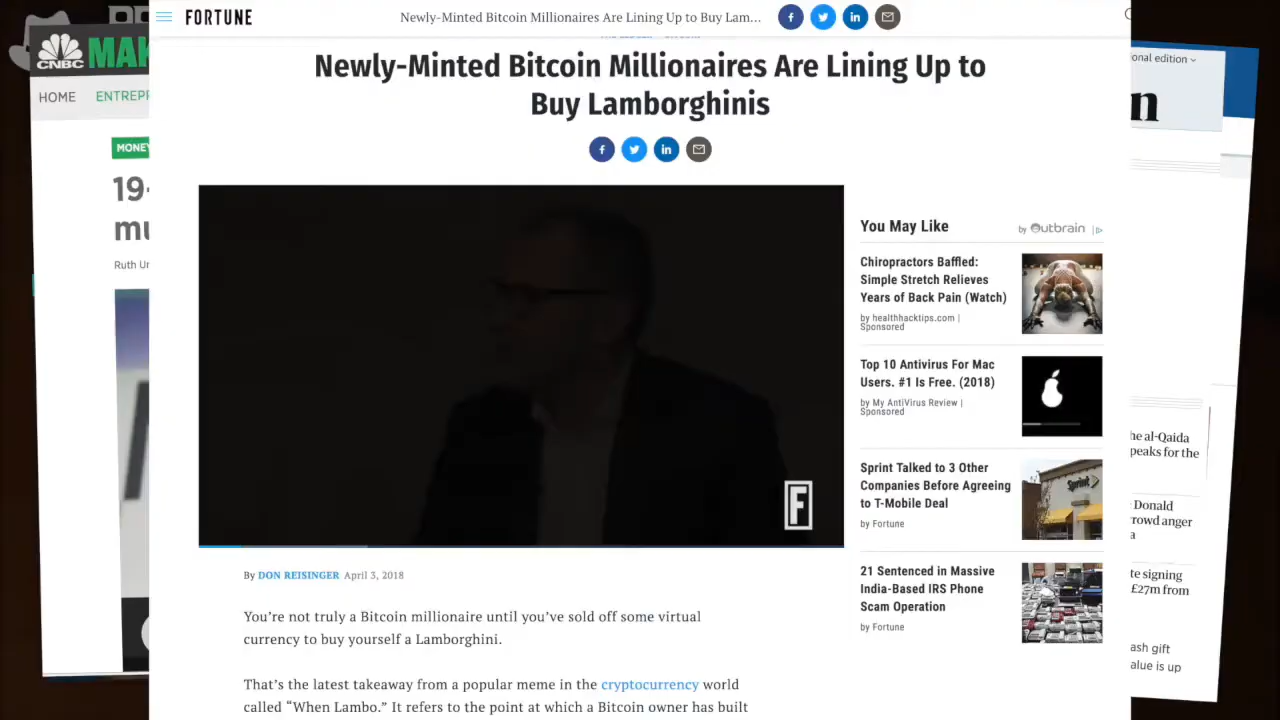 FORTUNE
Newly-Minted Bitcoin Millionaires Are Lining Up to Buy Lam...
Newly-Minted Bitcoin Millionaires Are Lining Up to
Buy Lamborghinis
F
By DON REISINGER April 3, 2018
You're not truly a Bitcoin millionaire until you've sold off some virtual
currency to buy yourself a Lamborghini.
That's the latest takeaway from a popular meme in the cryptocurrency world
called “When Lambo.” It refers to the point at which a Bitcoin owner has built
You May Like
by Outbrain
Chiropractors Baffled:
Simple Stretch Relieves
Years of Back Pain (Watch)
by healthhacktips.com |
Sponsored
Top 10 Antivirus For Mac
Users. #1 Is Free. (2018)
by My AntiVirus Review |
Sponsored
Sprint Talked to 3 Other
Companies Before Agreeing
to T-Mobile Deal
by Fortune
Sprint
21 Sentenced in Massive
India-Based IRS Phone
Scam Operation
by Fortune
CNBC
MAK
HOME
ENTREP
MONEY
19-
mu
Ruth Un
onal edition
n
he al-Qaida
peaks for the
Donald
rowd anger
a
te signing
£27m from
ash gift
alue is up